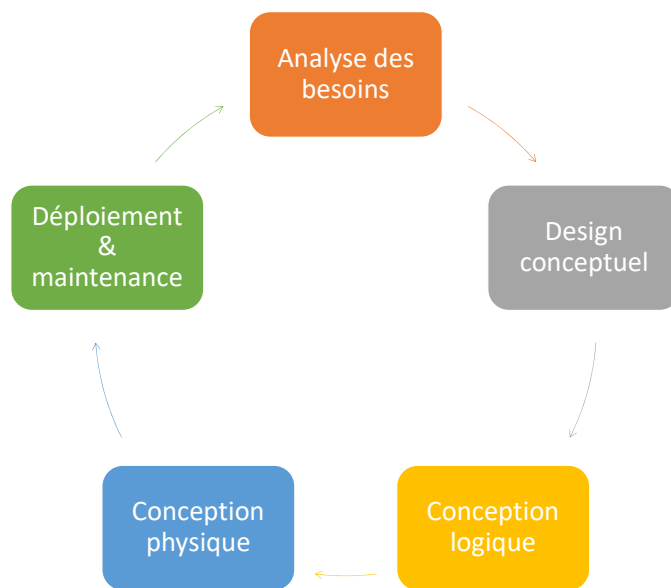 Analyse des
besoins
Design
conceptuel
Conception
logique
Conception
physique
Déploiement
&
maintenance